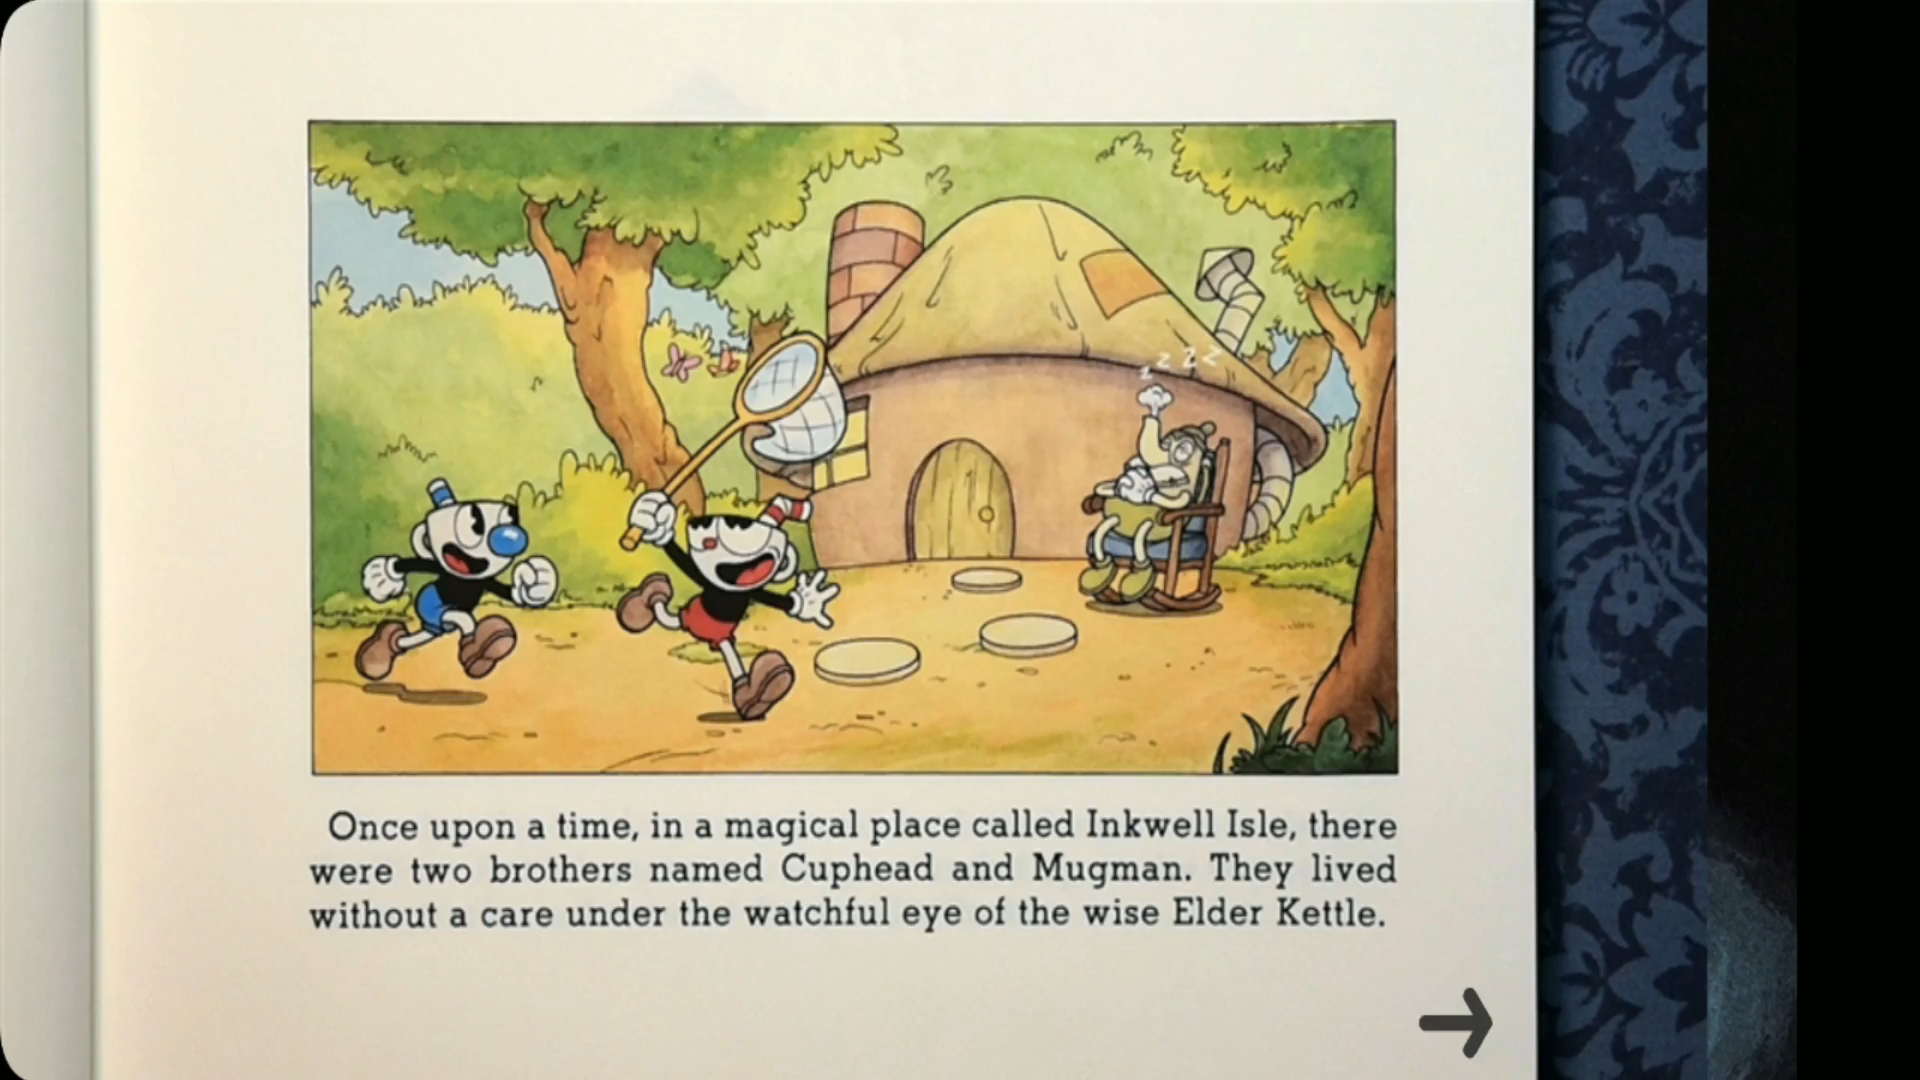 z z z z
Once upon a time, in a magical place called Inkwell Isle, there
were two brothers named Cuphead and Mugman. They lived
without a care under the watchful eye of the wise Elder Kettle.